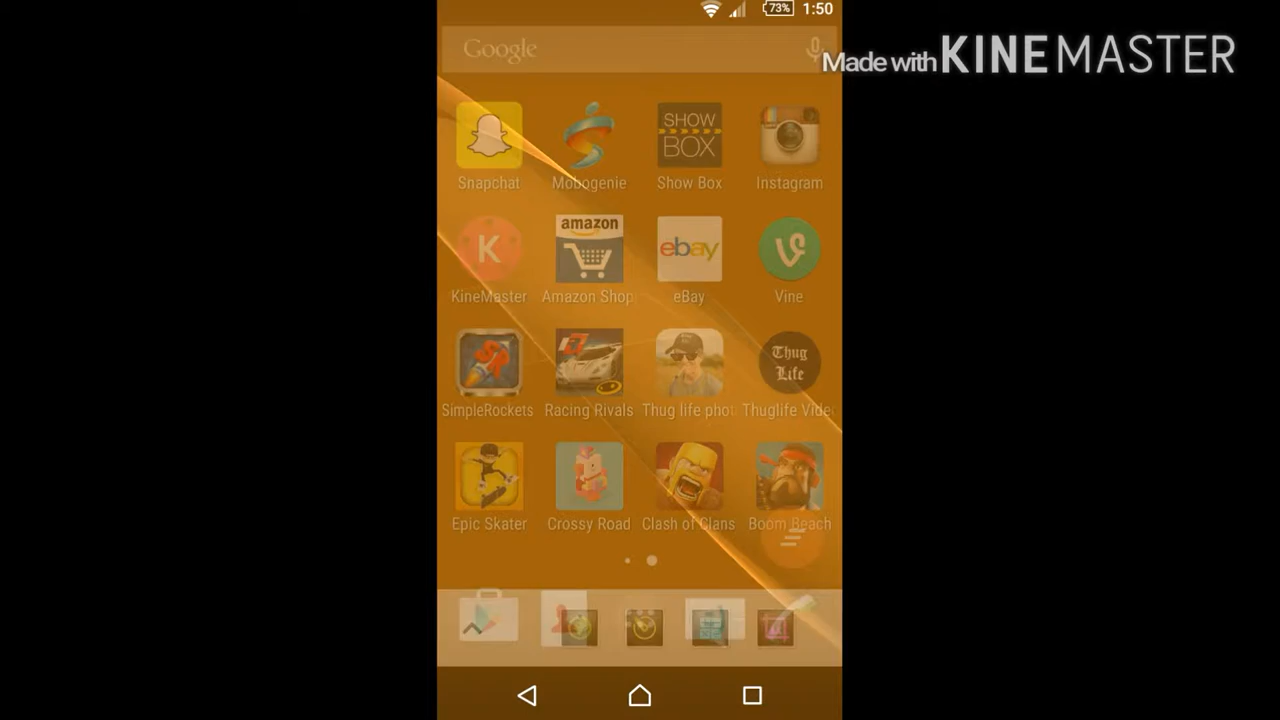 73% 1:50
Google
Made with KINEMASTER
SHOW BOX
Snapchat Mobogenie Show Box Instagram
amazon
K ebay
KineMaster Amazon Shop eBay Vine
SR Thug Life
SimpleRockets Racing Rivals Thug life phot Thuglife Vide
Epic Skater Crossy Road Clash of Clans Boom Beach